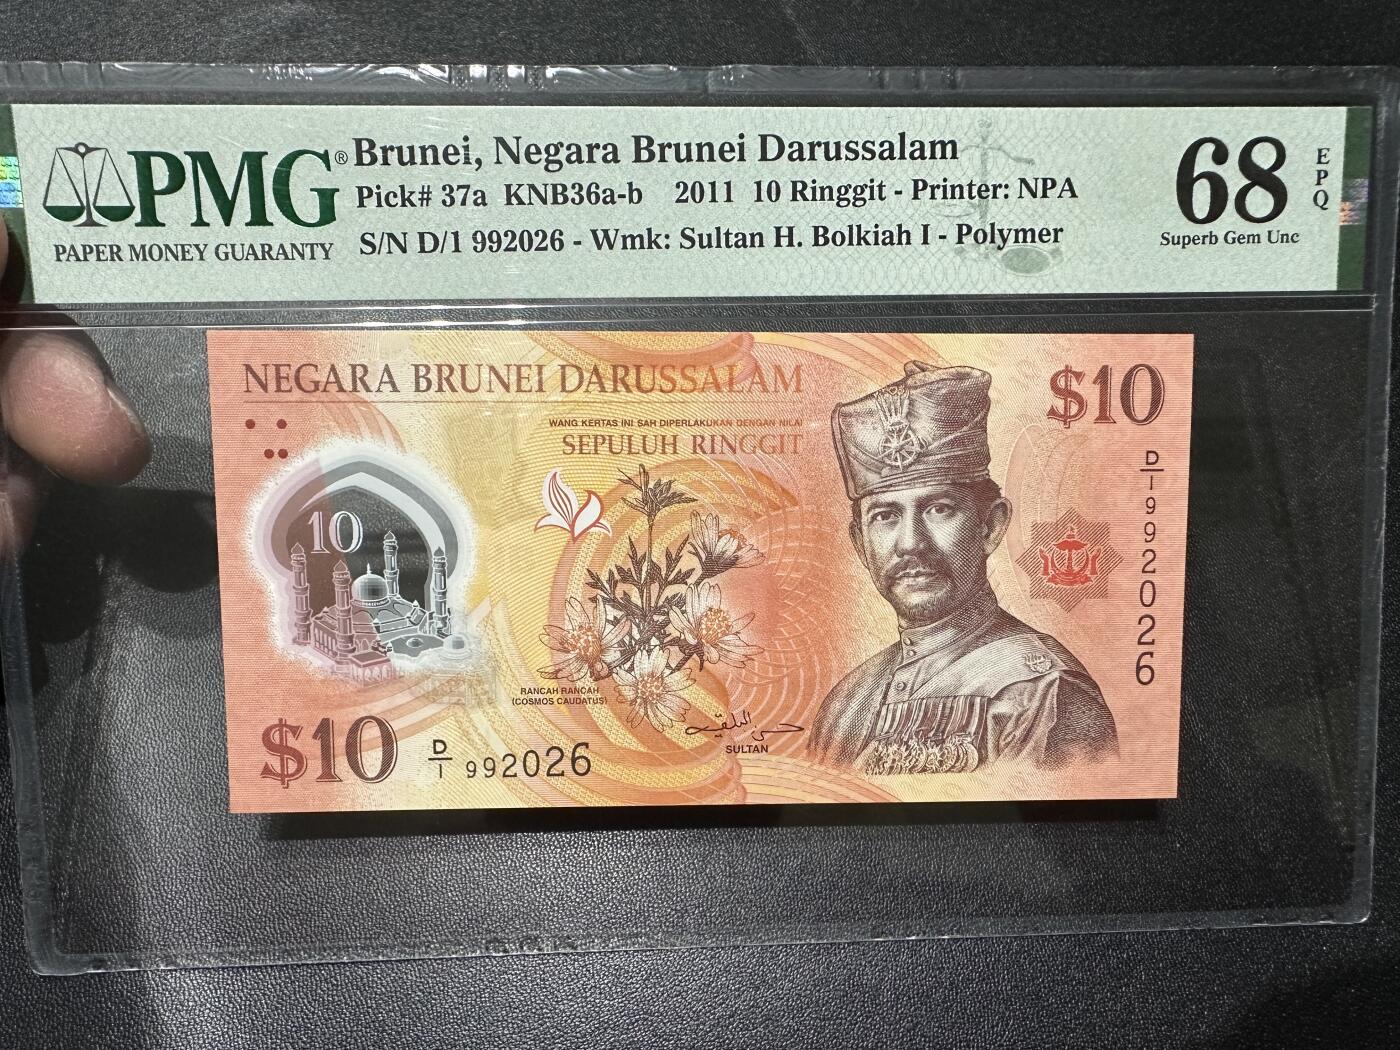 PMG®
PAPER MONEY GUARANTY
Brunei, Negara Brunei Darussalam
Pick# 37a KNB36a-b 2011 10 Ringgit - Printer: NPA
S/N D/1 992026 - Wmk: Sultan H. Bolkiah I - Polymer
68
EPQ
Superb Gem Unc
NEGARA BRUNEI DARUSSALAM
$10
WANG KERTAS INI SAH DIPERLAKUKAN DENGAN NILAI
SEPULUH RINGGIT
10
D/1 992026
RANCAH RANCAH
(COSMOS CAUDATUS)
SULTAN
$10
D/1 992026